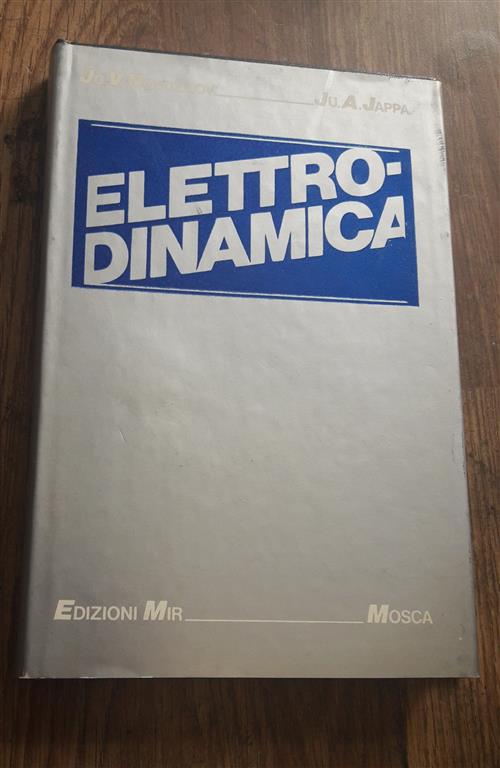 Ju.V. Ju.A.Jappa
ELETTRO-
DINAMICA
Edizioni Mir Mosca